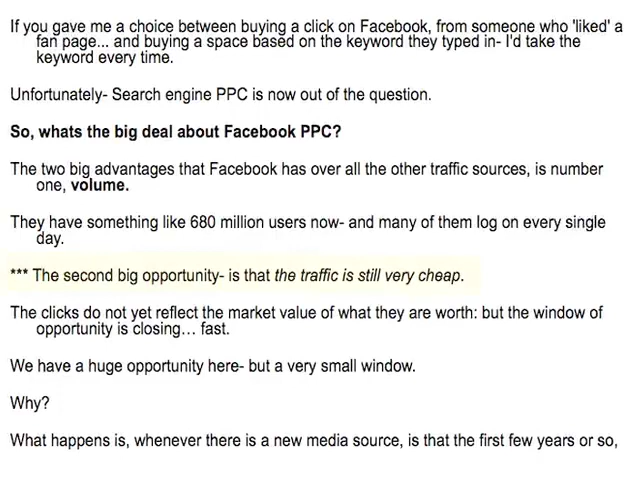 If you gave me a choice between buying a click on Facebook, from someone who 'liked' a
fan page... and buying a space based on the keyword they typed in- I'd take the
keyword every time.
Unfortunately- Search engine PPC is now out of the question.
So, whats the big deal about Facebook PPC?
The two big advantages that Facebook has over all the other traffic sources, is number
one, volume.
They have something like 680 million users now- and many of them log on every single
day.
*** The second big opportunity- is that the traffic is still very cheap.
The clicks do not yet reflect the market value of what they are worth: but the window of
opportunity is closing... fast.
We have a huge opportunity here- but a very small window.
Why?
What happens is, whenever there is a new media source, is that the first few years or so,